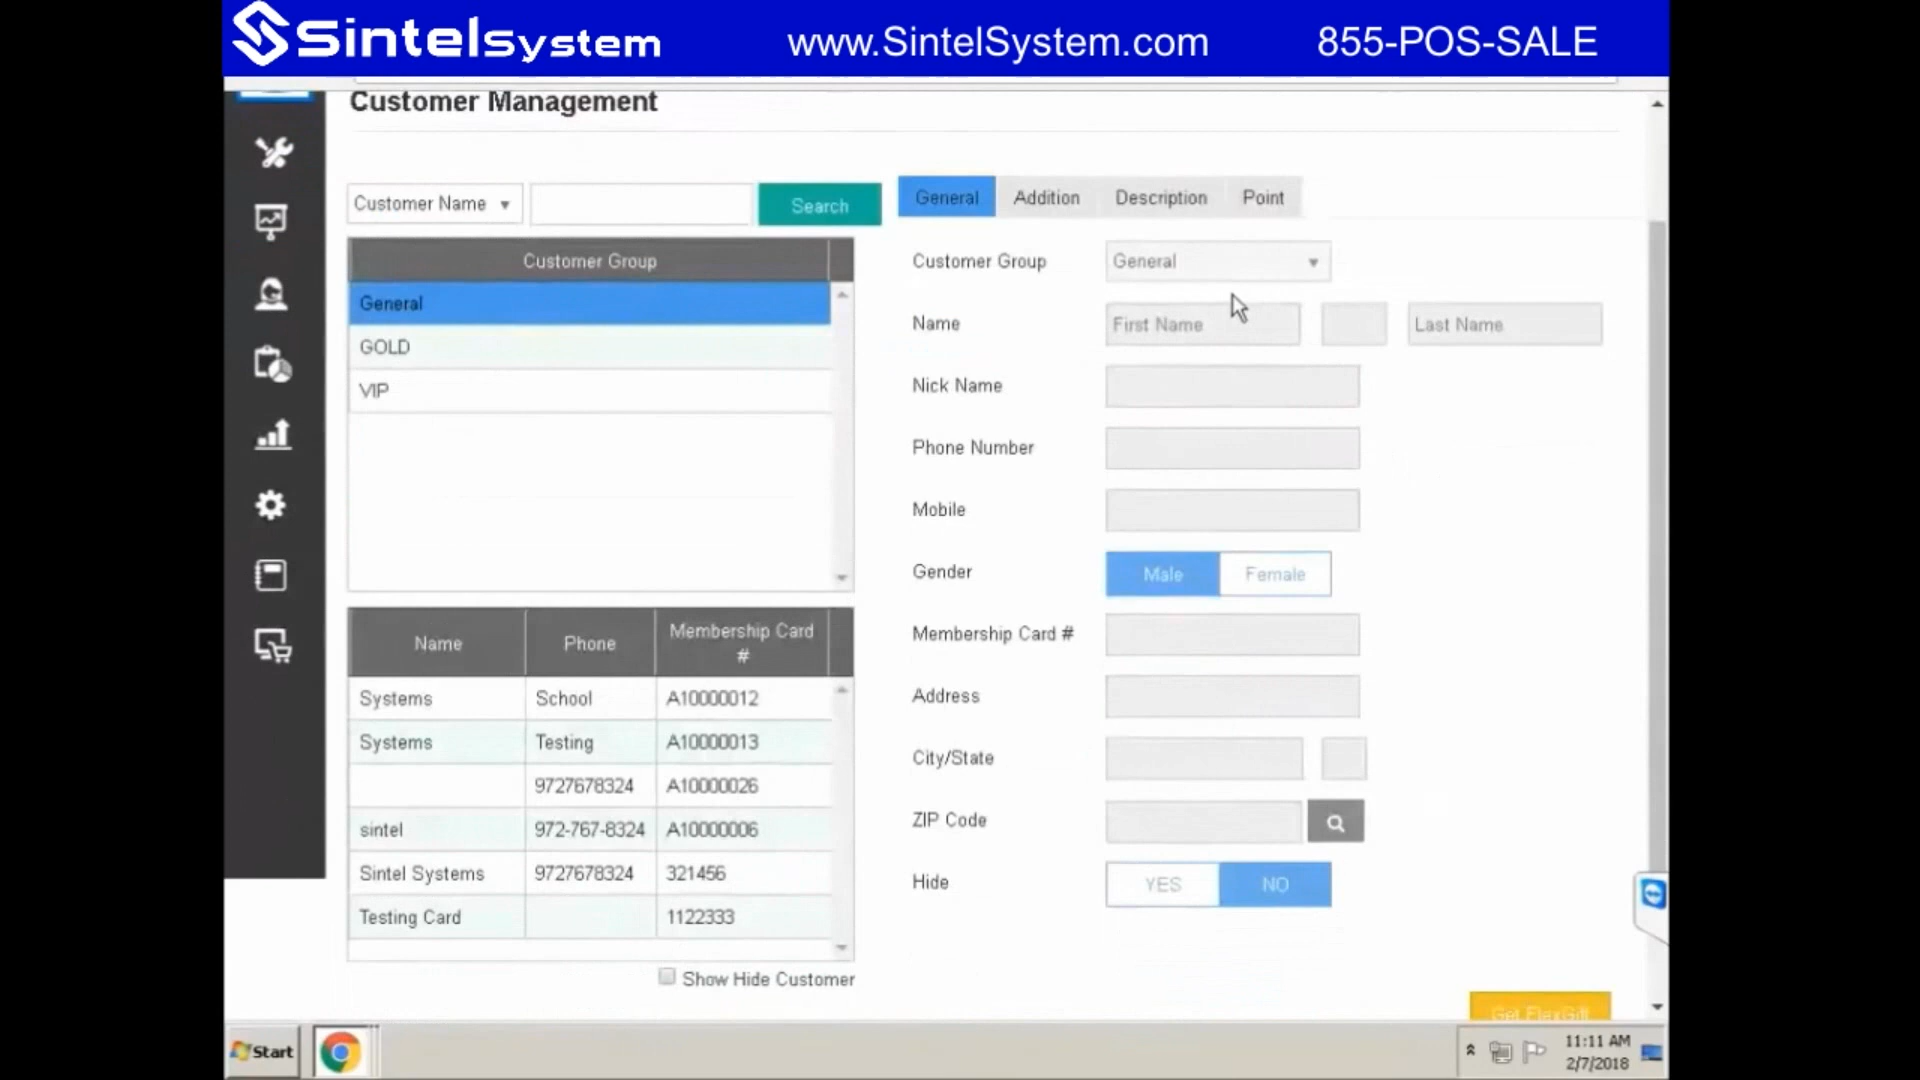 Sintelsystem www.SintelSystem.com 855-POS-SALE
Customer Management
Customer Name Search
General Addition Description Point
Customer Group
General
GOLD
VIP
Name Phone Membership Card #
Systems School A10000012
Systems Testing A10000013
9727678324 A10000026
sintel 972-767-8324 A10000006
Sintel Systems 9727678324 321456
Testing Card 1122333
Show Hide Customer
Customer Group General
Name First Name Last Name
Nick Name
Phone Number
Mobile
Gender Male Female
Membership Card #
Address
City/State
ZIP Code
Hide YES NO
Get FlexGift
Start
11:11 AM
2/7/2018